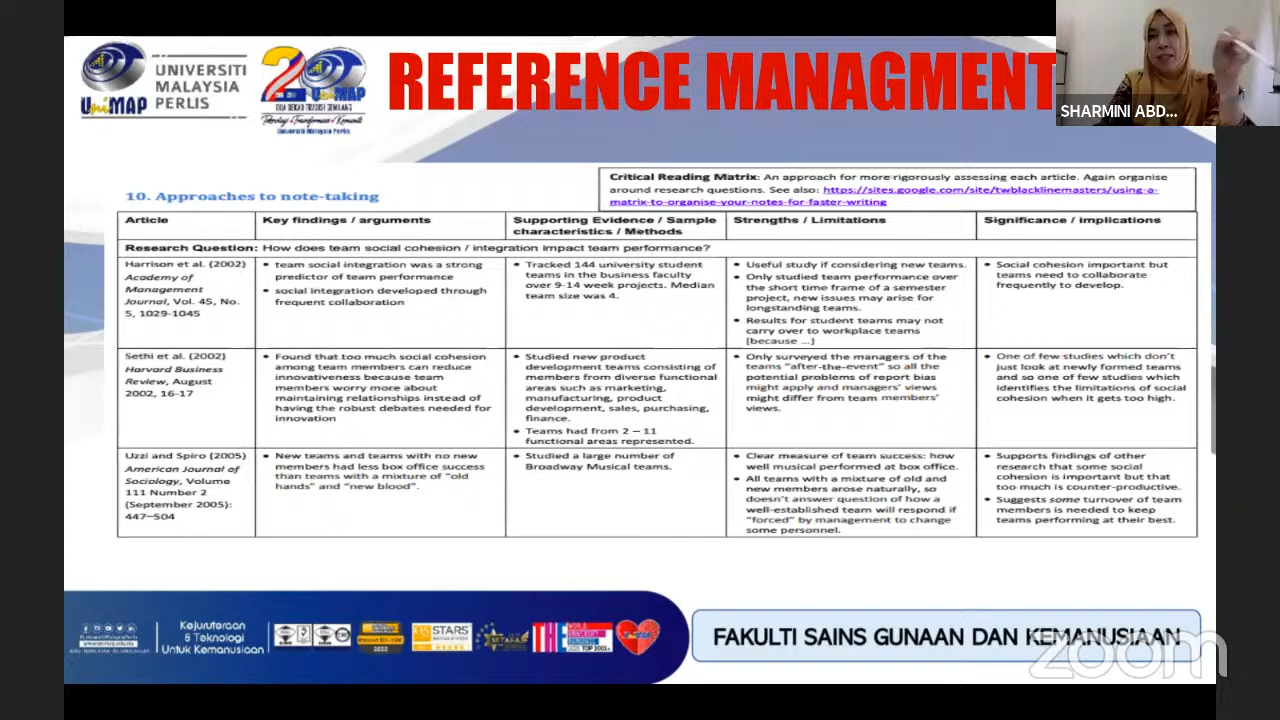 UNIVERSITI
MALAYSIA
PERLIS
UniMAP
20
UniMAP
DUA DEKAD TRADISI GEMILANG
Universiti Malaysia Perlis
REFERENCE MANAGMENT
SHARMINI ABD...
10. Approaches to note-taking
Critical Reading Matrix: An approach for more rigorously assessing each article. Again organise
around research questions. See also: https://sites.google.com/site/twblacklinemasters/using-a-
matrix-to-organise-your-notes-for-faster-writing
Article
Key findings / arguments
Supporting Evidence / Sample
characteristics / Methods
Strengths / Limitations
Significance / implications
Research Question: How does team social cohesion / integration impact team performance?
Harrison et al. (2002)
Academy of
Management
Journal, Vol. 45, No.
5, 1029-1045
• team social integration was a strong
predictor of team performance
• social integration developed through
frequent collaboration
• Tracked 144 university student
teams in the business faculty
over 9-14 week projects. Median
team size was 4.
• Useful study if considering new teams.
• Only studied team performance over
the short time frame of a semester
project, new issues may arise for
longstanding teams.
• Results for student teams may not
carry over to workplace teams
[because ...]
• Social cohesion important but
teams need to collaborate
frequently to develop.
Sethi et al. (2002)
Harvard Business
Review, August
2002, 16-17
• Found that too much social cohesion
among team members can reduce
innovativeness because team
members worry more about
maintaining relationships instead of
having the robust debates needed for
innovation
• Studied new product
development teams consisting of
members from diverse functional
areas such as marketing,
manufacturing, product
development, sales, purchasing,
finance.
• Teams had from 2 – 11
functional areas represented.
• Only surveyed the managers of the
teams "after-the-event" so all the
potential problems of report bias
might apply and managers' views
might differ from team members'
views.
• One of few studies which don't
just look at newly formed teams
and so one of few studies which
identifies the limitations of social
cohesion when it gets too high.
Uzzi and Spiro (2005)
American Journal of
Sociology, Volume
111 Number 2
(September 2005):
447–504
• New teams and teams with no new
members had less box office success
than teams with a mixture of "old
hands" and "new blood".
• Studied a large number of
Broadway Musical teams.
• Clear measure of team success: how
well musical performed at box office.
• All teams with a mixture of old and
new members arose naturally, so
doesn't answer question of how a
well-established team will respond if
"forced" by management to change
some personnel.
• Supports findings of other
research that some social
cohesion is important but that
too much is counter-productive.
• Suggests some turnover of team
members is needed to keep
teams performing at their best.
Kejuruteraan
& Teknologi
Untuk Kemanusiaan
2022
QS STARS
SETARA
THE WORLD
UNIVERSITY
RANKINGS
FAKULTI SAINS GUNAAN DAN KEMANUSIAAN
zoom